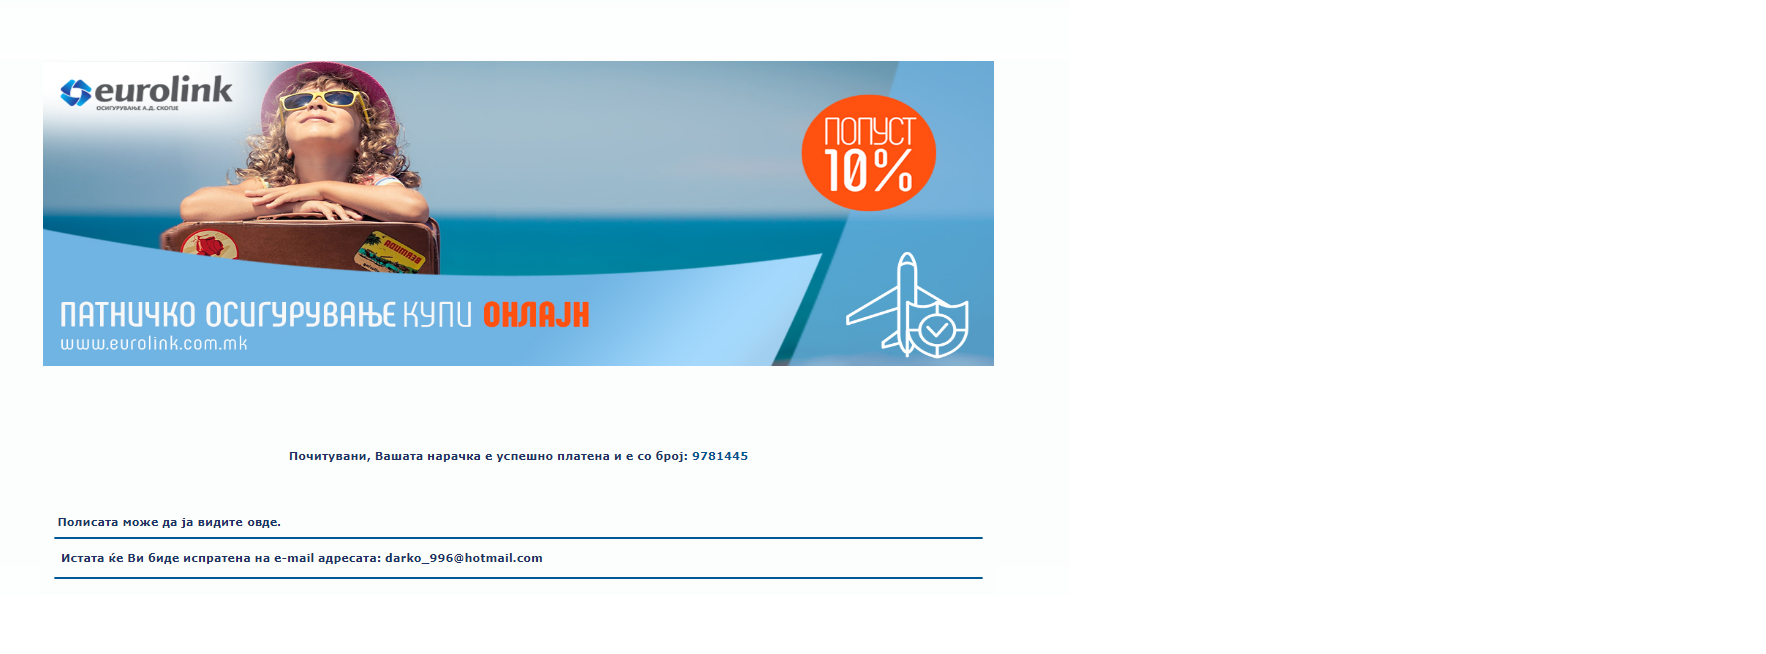 eurolink
ОСИГУРУВАЊЕ А.Д. СКОПЈЕ
ПОПУСТ
10%
BERMUDA
ПАТНИЧКО ОСИГУРУВАЊЕ КУПИ ОНЛАЈН
www.eurolink.com.mk
Почитувани, Вашата нарачка е успешно платена и е со број: 9781445
Полисата може да ја видите овде.
Истата ќе Ви биде испратена на e-mail адресата: darko_996@hotmail.com